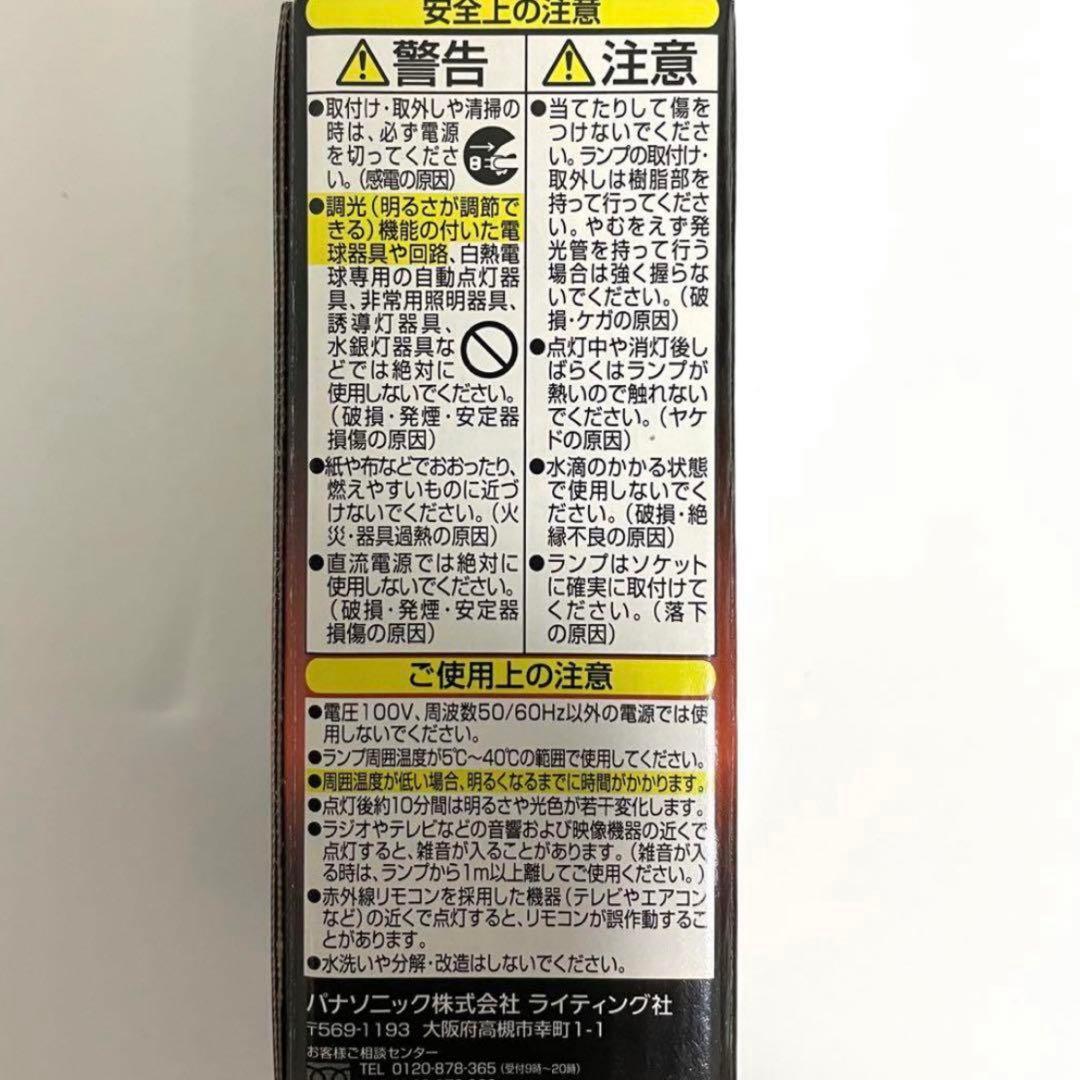 安全上の注意
警告
●取付け・取外しや清掃の
時は、必ず電源
を切ってくださ
い。(感電の原因)
●調光(明るさが調節で
きる)機能の付いた電
球器具や回路、白熱電
球専用の自動点灯器
具、非常用照明器具、
誘導灯器具、
水銀灯器具な
どでは絶対に
使用しないでください。
(破損・発煙・安定器
損傷の原因)
●紙や布などでおおったり、
燃えやすいものに近づ
けないでください。(火
災・器具過熱の原因)
●直流電源では絶対に
使用しないでください。
(破損・発煙・安定器
損傷の原因)
注意
●当てたりして傷を
つけないでくださ
い。ランプの取付け・
取外しは樹脂部を
持って行ってくださ
い。やむをえず発
光管を持って行う
場合は強く握らな
いでください。(破
損・ケガの原因)
●点灯中や消灯後し
ばらくはランプが
熱いので触れない
でください。(ヤケ
ドの原因)
●水滴のかかる状態
で使用しないでく
ださい。(破損・絶
縁不良の原因)
●ランプはソケット
に確実に取付けて
ください。(落下
の原因)
ご使用上の注意
●電圧100V、周波数50/60Hz以外の電源では使
用しないでください。
●ランプ周囲温度が5℃〜40℃の範囲で使用してください。
●周囲温度が低い場合、明るくなるまでに時間がかかります。
●点灯後約10分間は明るさや光色が若干変化します。
●ラジオやテレビなどの音響および映像機器の近くで
点灯すると、雑音が入ることがあります。(雑音が入
る時は、ランプから1m以上離してご使用ください。)
●赤外線リモコンを採用した機器(テレビやエアコン
など)の近くで点灯すると、リモコンが誤作動するこ
とがあります。
●水洗いや分解・改造はしないでください。
パナソニック株式会社 ライティング社
〒569-1193 大阪府高槻市幸町1-1
お客様ご相談センター
TEL 0120-878-365 (受付9時〜20時)